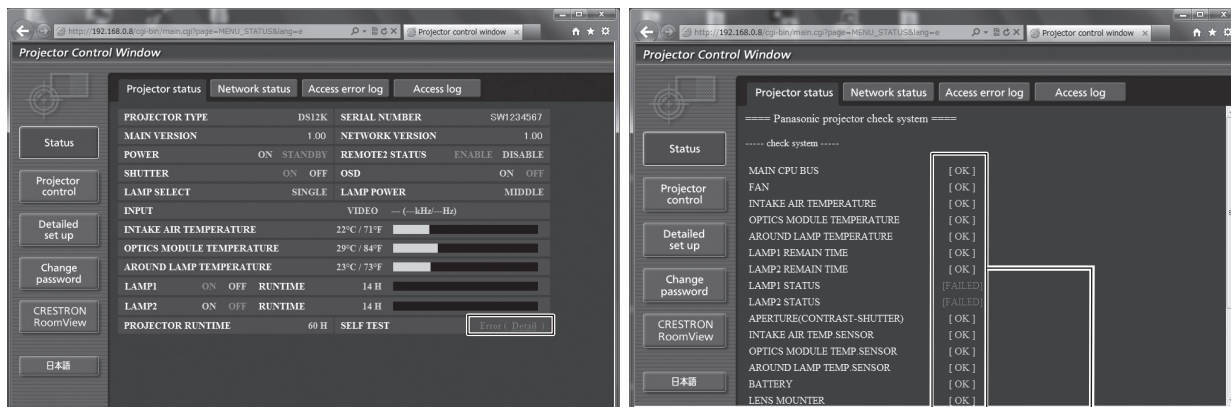 http://192.168.0.8/cgi-bin/main.cgi?page=MENU_STATUS&lang=e
Projector control window
Projector Control Window
Projector status Network status Access error log Access log
Status
Projector control
Detailed set up
Change password
CRESTRON RoomView
日本語
PROJECTOR TYPE DS12K SERIAL NUMBER SW1234567
MAIN VERSION 1.00 NETWORK VERSION 1.00
POWER ON STANDBY REMOTE2 STATUS ENABLE DISABLE
SHUTTER ON OFF OSD ON OFF
LAMP SELECT SINGLE LAMP POWER MIDDLE
INPUT VIDEO ---(---kHz/---Hz)
INTAKE AIR TEMPERATURE 22°C / 71°F
OPTICS MODULE TEMPERATURE 29°C / 84°F
AROUND LAMP TEMPERATURE 23°C / 73°F
LAMP1 ON OFF RUNTIME 14 H
LAMP2 ON OFF RUNTIME 14 H
PROJECTOR RUNTIME 60 H SELF TEST Error ( Detail )
http://192.168.0.8/cgi-bin/main.cgi?page=MENU_STATUS&lang=e
Projector control window
Projector Control Window
Projector status Network status Access error log Access log
Status
Projector control
Detailed set up
Change password
CRESTRON RoomView
日本語
==== Panasonic projector check system ====
----- check system -----
MAIN CPU BUS [ OK ]
FAN [ OK ]
INTAKE AIR TEMPERATURE [ OK ]
OPTICS MODULE TEMPERATURE [ OK ]
AROUND LAMP TEMPERATURE [ OK ]
LAMP1 REMAIN TIME [ OK ]
LAMP2 REMAIN TIME [ OK ]
LAMP1 STATUS [FAILED]
LAMP2 STATUS [FAILED]
APERTURE(CONTRAST-SHUTTER) [ OK ]
INTAKE AIR TEMP.SENSOR [ OK ]
OPTICS MODULE TEMP.SENSOR [ OK ]
AROUND LAMP TEMP.SENSOR [ OK ]
BATTERY [ OK ]
LENS MOUNTER [ OK ]